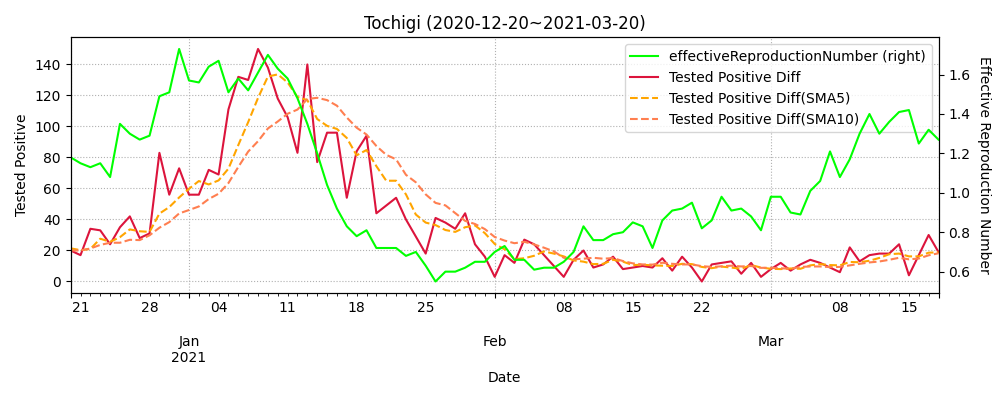 Tochigi (2020-12-20~2021-03-20)
effectiveReproductionNumber (right)
Tested Positive Diff
Tested Positive Diff(SMA5)
Tested Positive Diff(SMA10)
Tested Positive
140
120
100
80
60
40
20
0
1.6
1.4
1.2
1.0
0.8
0.6
Effective Reproduction Number
21 28 04 11 18 25 08 15 22 08 15
Jan Feb Mar
2021
Date